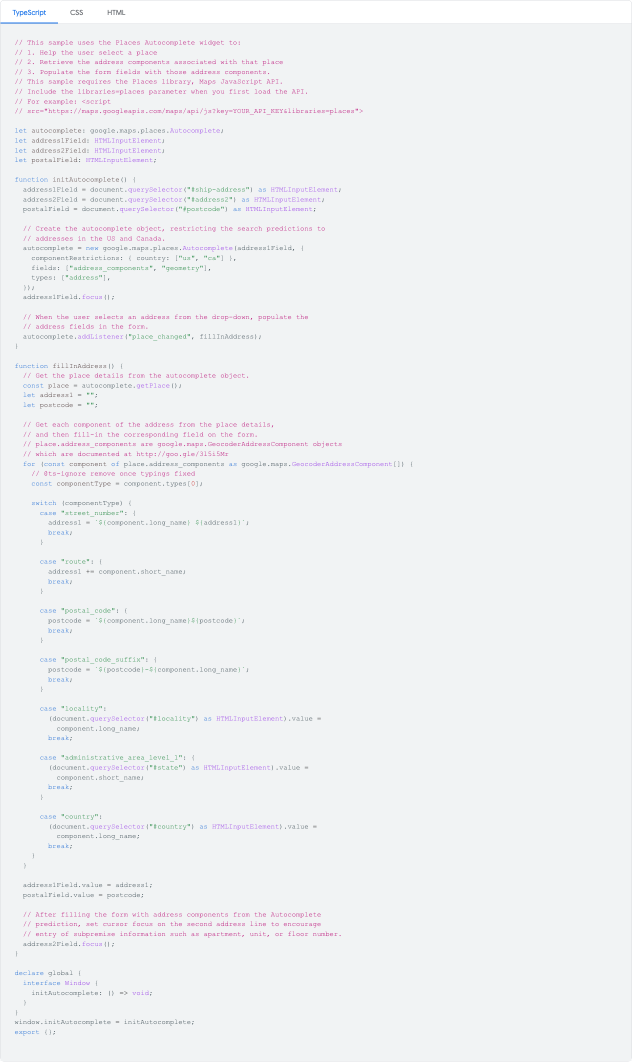 TypeScript CSS HTML
// This sample uses the Places Autocomplete widget to:
// 1. Help the user select a place
// 2. Retrieve the address components associated with that place
// 3. Populate the form fields with those address components.
// This sample requires the Places library, Maps JavaScript API.
// Include the libraries=places parameter when you first load the API.
// For example: <script
// src="https://maps.googleapis.com/maps/api/js?key=YOUR_API_KEY&libraries=places">
let autocomplete: google.maps.places.Autocomplete;
let address1Field: HTMLInputElement;
let address2Field: HTMLInputElement;
let postalField: HTMLInputElement;
function initAutocomplete() {
  address1Field = document.querySelector("#ship-address") as HTMLInputElement;
  address2Field = document.querySelector("#address2") as HTMLInputElement;
  postalField = document.querySelector("#postcode") as HTMLInputElement;
  // Create the autocomplete object, restricting the search predictions to
  // addresses in the US and Canada.
  autocomplete = new google.maps.places.Autocomplete(address1Field, {
    componentRestrictions: { country: ["us", "ca"] },
    fields: ["address_components", "geometry"],
    types: ["address"],
  });
  address1Field.focus();
  // When the user selects an address from the drop-down, populate the
  // address fields in the form.
  autocomplete.addListener("place_changed", fillInAddress);
}
function fillInAddress() {
  // Get the place details from the autocomplete object.
  const place = autocomplete.getPlace();
  let address1 = "";
  let postcode = "";
  // Get each component of the address from the place details,
  // and then fill-in the corresponding field on the form.
  // place.address_components are google.maps.GeocoderAddressComponent objects
  // which are documented at http://goo.gle/3l5i5Mr
  for (const component of place.address_components as google.maps.GeocoderAddressComponent[]) {
    // @ts-ignore remove once typings fixed
    const componentType = component.types[0];
    switch (componentType) {
      case "street_number": {
        address1 = `${component.long_name} ${address1}`;
        break;
      }
      case "route": {
        address1 += component.short_name;
        break;
      }
      case "postal_code": {
        postcode = `${component.long_name}${postcode}`;
        break;
      }
      case "postal_code_suffix": {
        postcode = `${postcode}-${component.long_name}`;
        break;
      }
      case "locality":
        (document.querySelector("#locality") as HTMLInputElement).value =
          component.long_name;
        break;
      case "administrative_area_level_1": {
        (document.querySelector("#state") as HTMLInputElement).value =
          component.short_name;
        break;
      }
      case "country":
        (document.querySelector("#country") as HTMLInputElement).value =
          component.long_name;
        break;
    }
  }
  address1Field.value = address1;
  postalField.value = postcode;
  // After filling the form with address components from the Autocomplete
  // prediction, set cursor focus on the second address line to encourage
  // entry of subpremise information such as apartment, unit, or floor number.
  address2Field.focus();
}
declare global {
  interface Window {
    initAutocomplete: () => void;
  }
}
window.initAutocomplete = initAutocomplete;
export {};